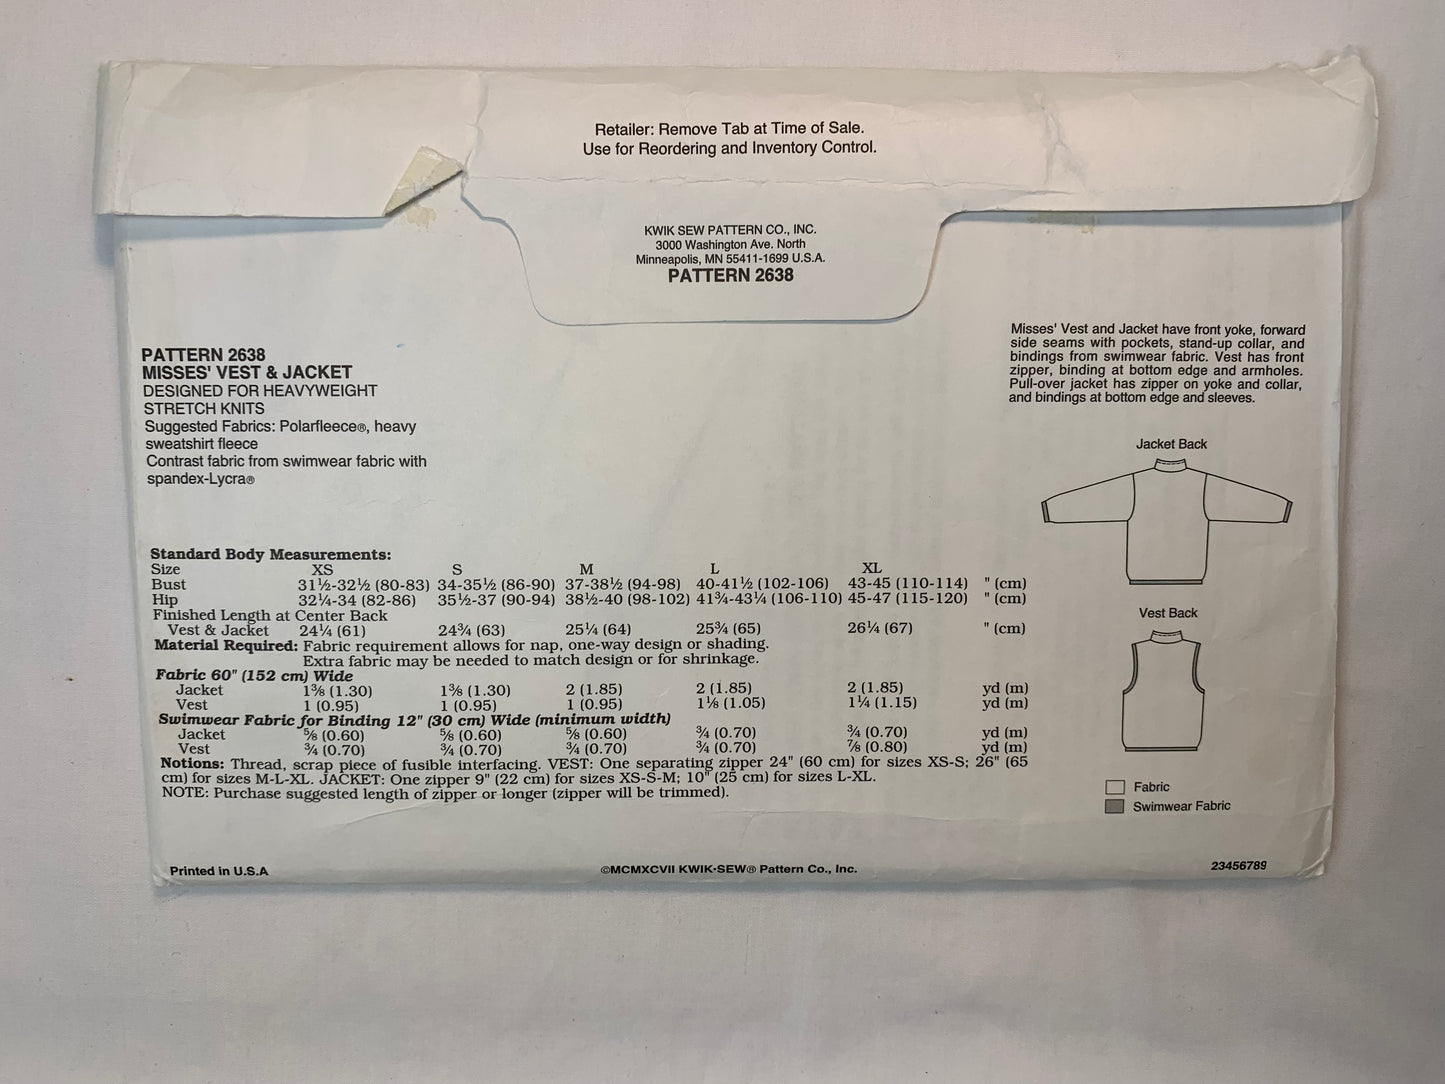 Retailer: Remove Tab at Time of Sale.
Use for Reordering and Inventory Control.
KWIK SEW PATTERN CO., INC.
3000 Washington Ave. North
Minneapolis, MN 55411-1699 U.S.A.
PATTERN 2638
PATTERN 2638
MISSES' VEST & JACKET
DESIGNED FOR HEAVYWEIGHT
STRETCH KNITS
Suggested Fabrics: Polarfleece®, heavy
sweatshirt fleece
Contrast fabric from swimwear fabric with
spandex-Lycra®
Misses' Vest and Jacket have front yoke, forward
side seams with pockets, stand-up collar, and
bindings from swimwear fabric. Vest has front
zipper, binding at bottom edge and armholes.
Pull-over jacket has zipper on yoke and collar,
and bindings at bottom edge and sleeves.
Jacket Back
Vest Back
Fabric
Swimwear Fabric
Standard Body Measurements:
Size XS S M L XL
Bust 31½-32½ (80-83) 34-35½ (86-90) 37-38½ (94-98) 40-41½ (102-106) 43-45 (110-114) " (cm)
Hip 32¼-34 (82-86) 35½-37 (90-94) 38½-40 (98-102) 41¾-43¼ (106-110) 45-47 (115-120) " (cm)
Finished Length at Center Back
Vest & Jacket 24¼ (61) 24¾ (63) 25¼ (64) 25¾ (65) 26¼ (67) " (cm)
Material Required: Fabric requirement allows for nap, one-way design or shading.
Extra fabric may be needed to match design or for shrinkage.
Fabric 60" (152 cm) Wide
Jacket 1⅜ (1.30) 1⅜ (1.30) 2 (1.85) 2 (1.85) 2 (1.85) yd (m)
Vest 1 (0.95) 1 (0.95) 1 (0.95) 1⅛ (1.05) 1¼ (1.15) yd (m)
Swimwear Fabric for Binding 12" (30 cm) Wide (minimum width)
Jacket ⅝ (0.60) ⅝ (0.60) ⅝ (0.60) ¾ (0.70) ¾ (0.70) yd (m)
Vest ¾ (0.70) ¾ (0.70) ¾ (0.70) ¾ (0.70) ⅞ (0.80) yd (m)
Notions: Thread, scrap piece of fusible interfacing. VEST: One separating zipper 24" (60 cm) for sizes XS-S; 26" (65
cm) for sizes M-L-XL. JACKET: One zipper 9" (22 cm) for sizes XS-S-M; 10" (25 cm) for sizes L-XL.
NOTE: Purchase suggested length of zipper or longer (zipper will be trimmed).
Printed in U.S.A
©MCMXCVII KWIK•SEW® Pattern Co., Inc.
23456789